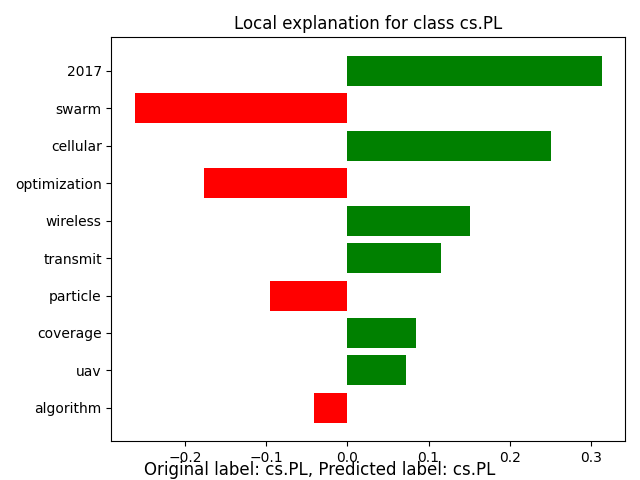 Local explanation for class cs.PL
2017
swarm
cellular
optimization
wireless
transmit
particle
coverage
uav
algorithm
−0.2 −0.1 0.0 0.1 0.2 0.3
Original label: cs.PL, Predicted label: cs.PL